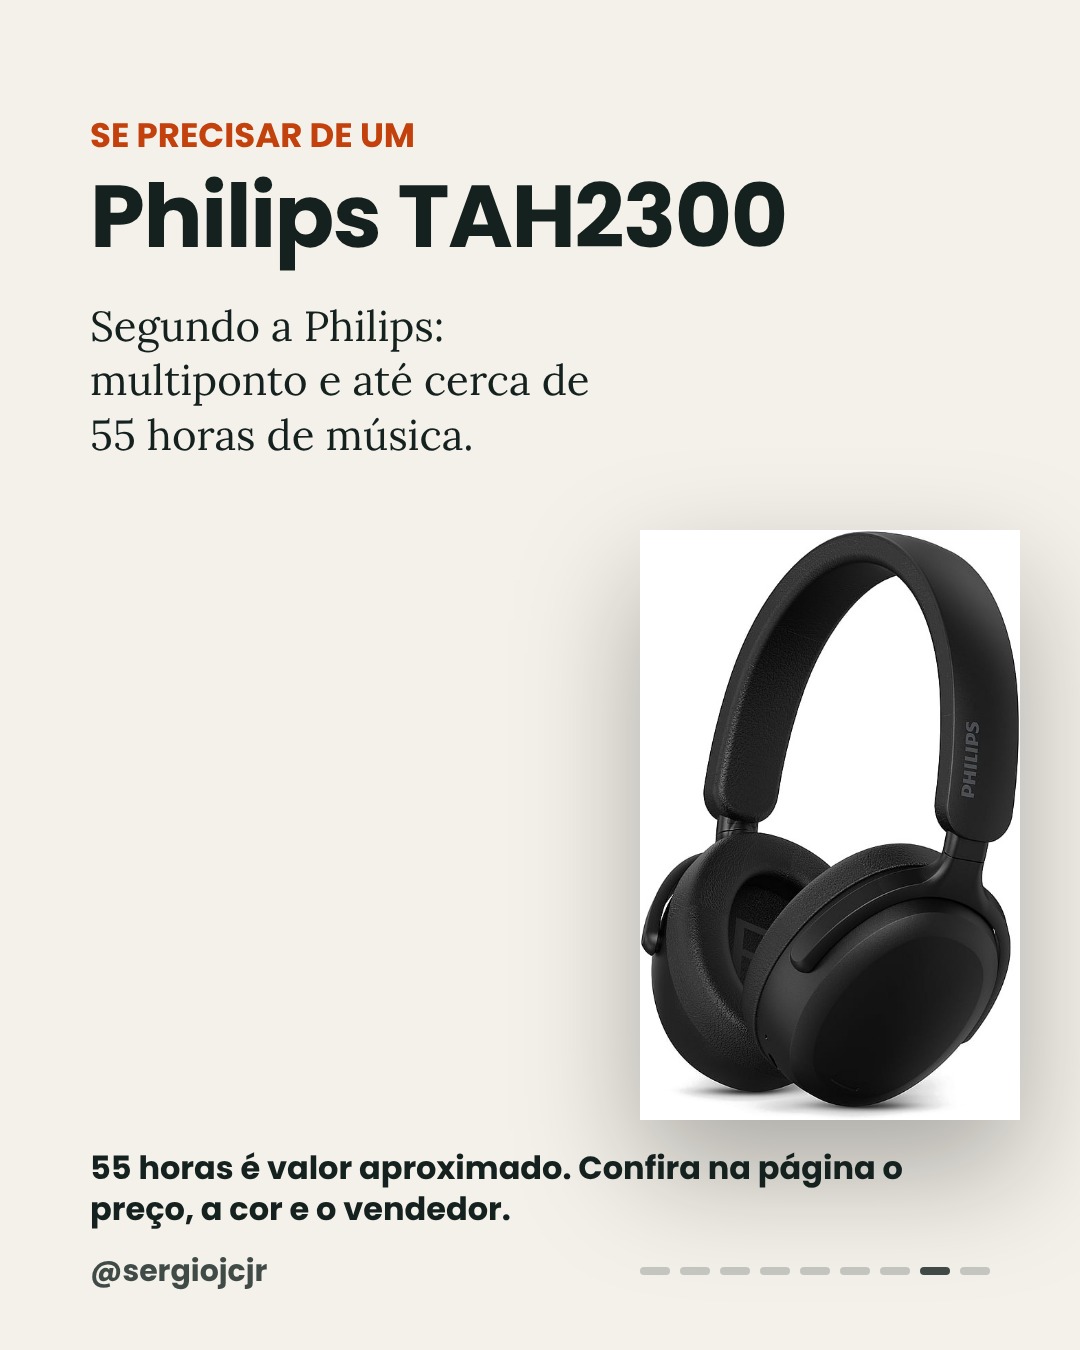 SE PRECISAR DE UM
Philips TAH2300
Segundo a Philips:
multiponto e até cerca de
55 horas de música.
PHILIPS
55 horas é valor aproximado. Confira na página o
preço, a cor e o vendedor.
@sergiojcjr